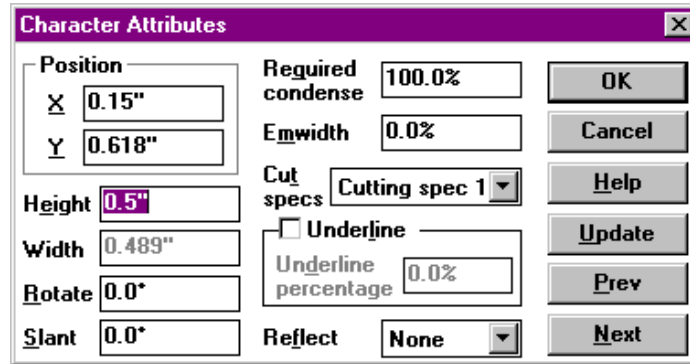 Character Attributes
Position
X 0.15"
Y 0.618"
Height 0.5"
Width 0.489"
Rotate 0.0°
Slant 0.0°
Required
condense 100.0%
Emwidth 0.0%
Cut
specs Cutting spec 1
Underline
Underline
percentage 0.0%
Reflect None
OK
Cancel
Help
Update
Prev
Next